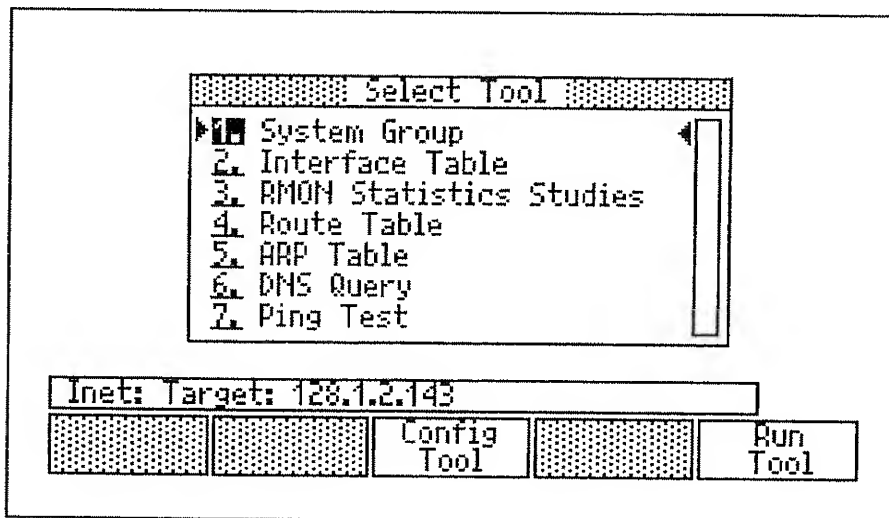 Select Tool
1. System Group
2. Interface Table
3. RMON Statistics Studies
4. Route Table
5. ARP Table
6. DNS Query
7. Ping Test
Inet: Target: 128.1.2.143
Config
Tool
Run
Tool